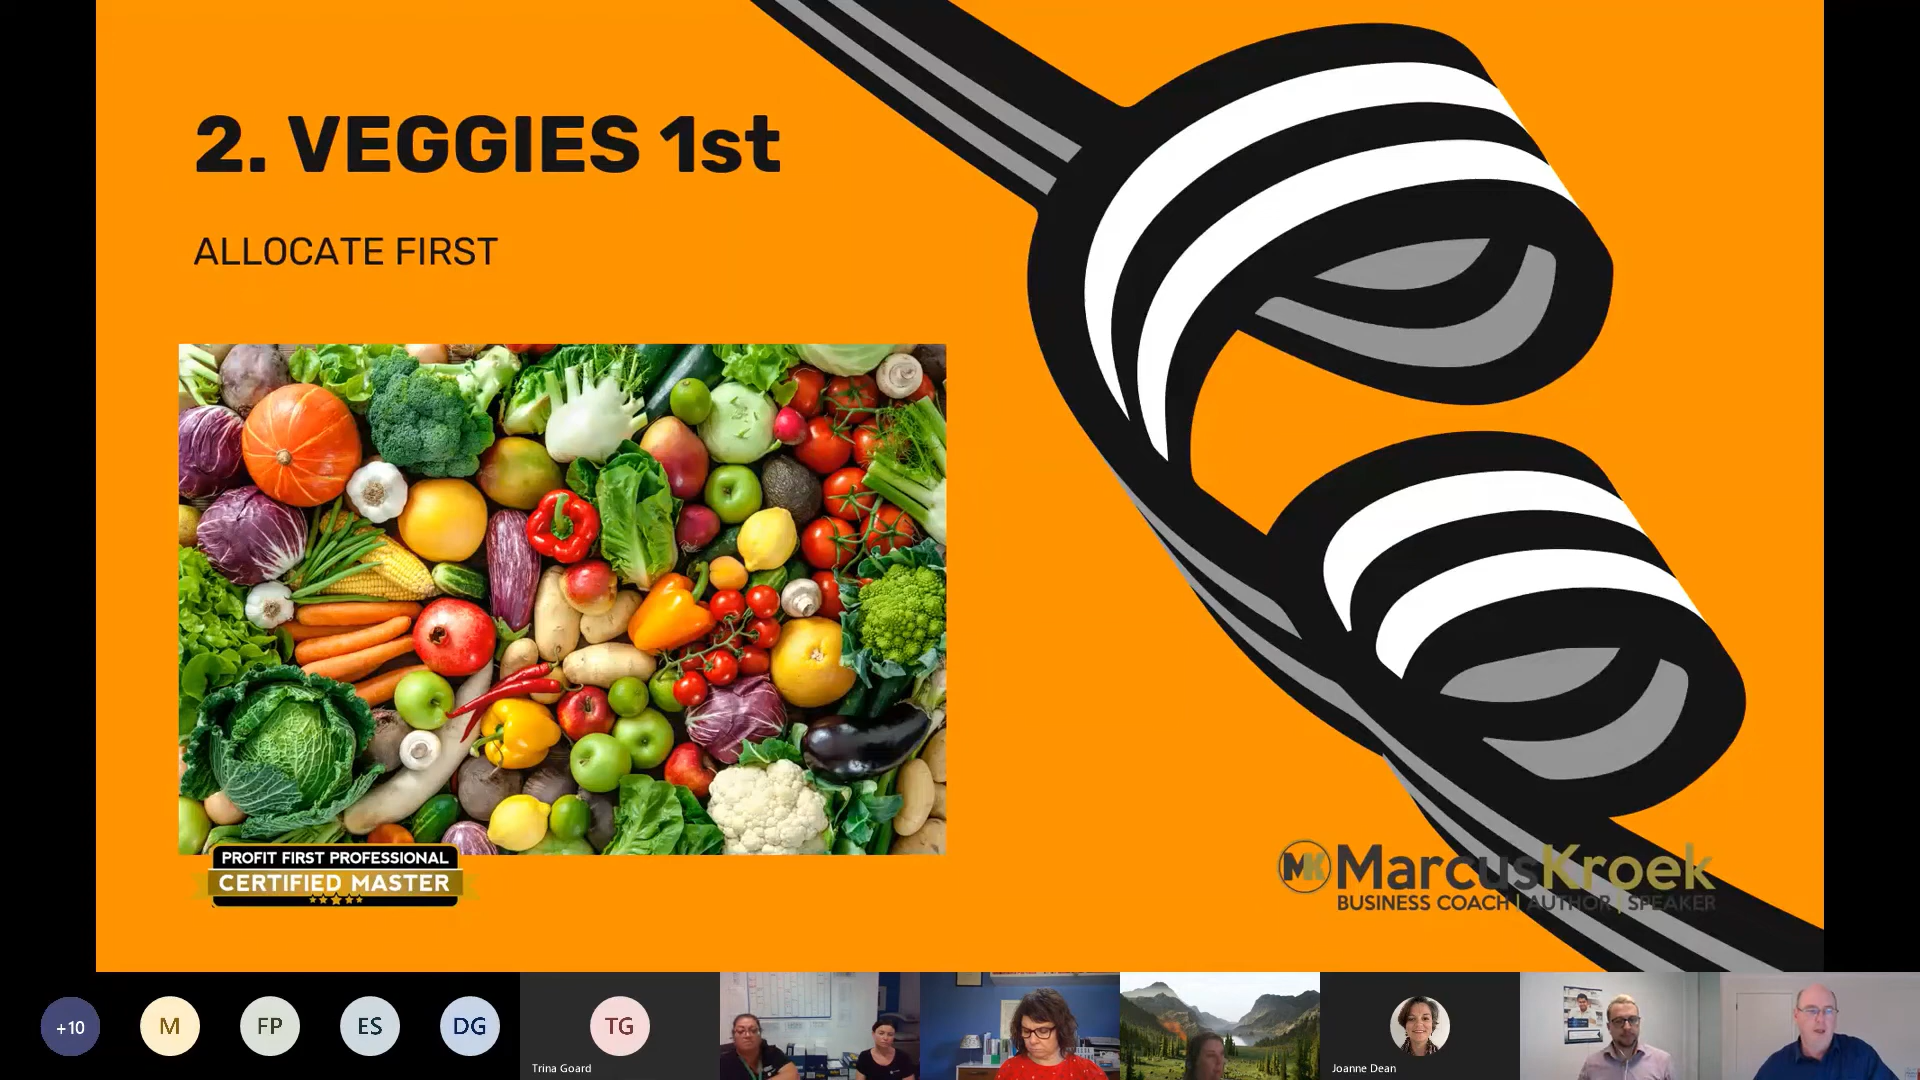 2. VEGGIES 1st
ALLOCATE FIRST
PROFIT FIRST PROFESSIONAL
CERTIFIED MASTER
MK MarcusKroek
BUSINESS COACH | AUTHOR | SPEAKER
+10
M
FP
ES
DG
TG
Trina Goard
Joanne Dean